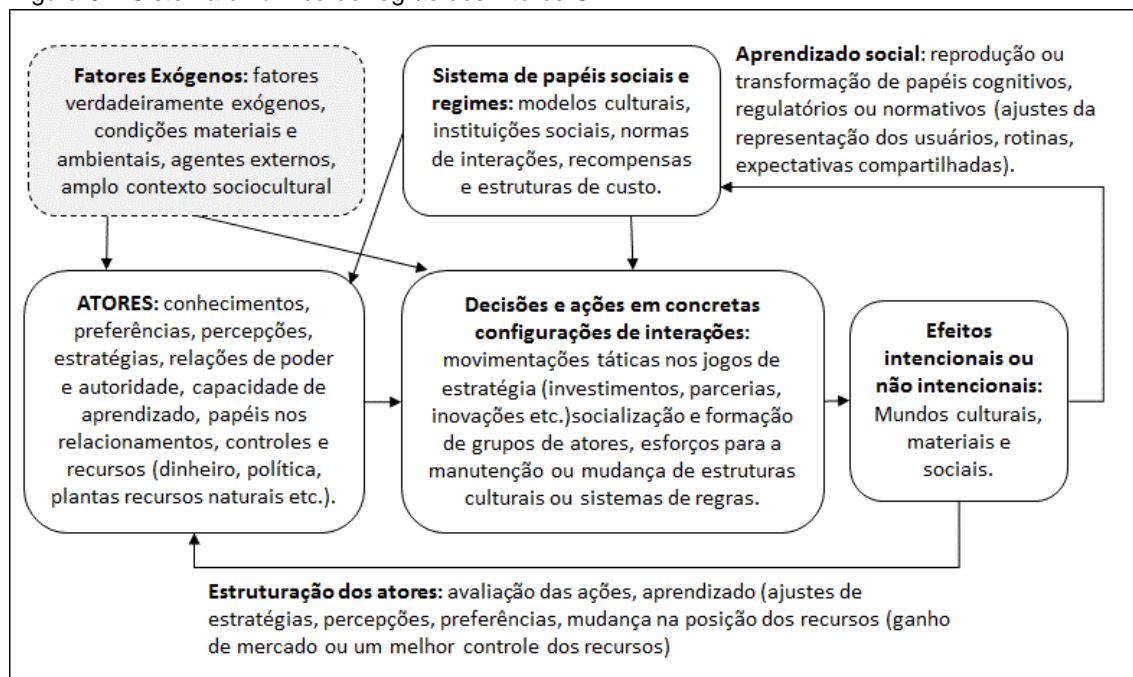 Fatores Exógenos: fatores
verdadeiramente exógenos,
condições materiais e
ambientais, agentes externos,
amplo contexto sociocultural
Sistema de papéis sociais e
regimes: modelos culturais,
instituições sociais, normas
de interações, recompensas
e estruturas de custo.
Aprendizado social: reprodução ou
transformação de papéis cognitivos,
regulatórios ou normativos (ajustes da
representação dos usuários, rotinas,
expectativas compartilhadas).
ATORES: conhecimentos,
preferências, percepções,
estratégias, relações de poder
e autoridade, capacidade de
aprendizado, papéis nos
relacionamentos, controles e
recursos (dinheiro, política,
plantas recursos naturais etc.).
Decisões e ações em concretas
configurações de interações:
movimentações táticas nos jogos de
estratégia (investimentos, parcerias,
inovações etc.)socialização e formação
de grupos de atores, esforços para a
manutenção ou mudança de estruturas
culturais ou sistemas de regras.
Efeitos
intencionais ou
não intencionais:
Mundos culturais,
materiais e
sociais.
Estruturação dos atores: avaliação das ações, aprendizado (ajustes de
estratégias, percepções, preferências, mudança na posição dos recursos (ganho
de mercado ou um melhor controle dos recursos)